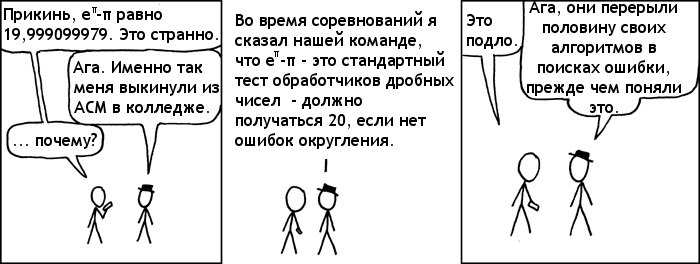 Прикинь, eπ-π равно
19,999099979. Это странно.
Ага. Именно так
меня выкинули из
ACM в колледже.
... почему?
Во время соревнований я
сказал нашей команде,
что eπ-π - это стандартный
тест обработчиков дробных
чисел - должно
получаться 20, если нет
ошибок округления.
Это
подло.
Ага, они перерыли
половину своих
алгоритмов в
поисках ошибки,
прежде чем поняли
это.